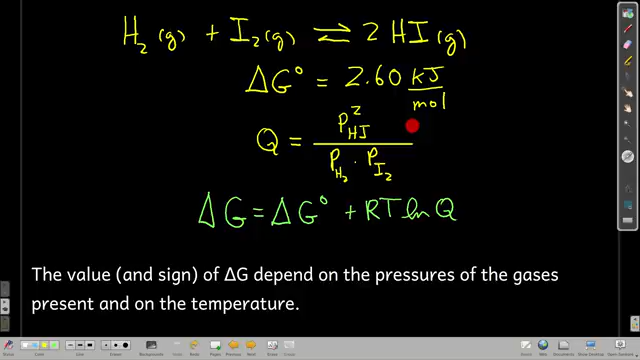 H₂(g) + I₂(g) ⇌ 2 HI(g)
ΔG° = 2.60 kJ/mol
Q = P²HI / PH₂ · PI₂
ΔG = ΔG° + RT ln Q
The value (and sign) of ΔG depend on the pressures of the gases
present and on the temperature.